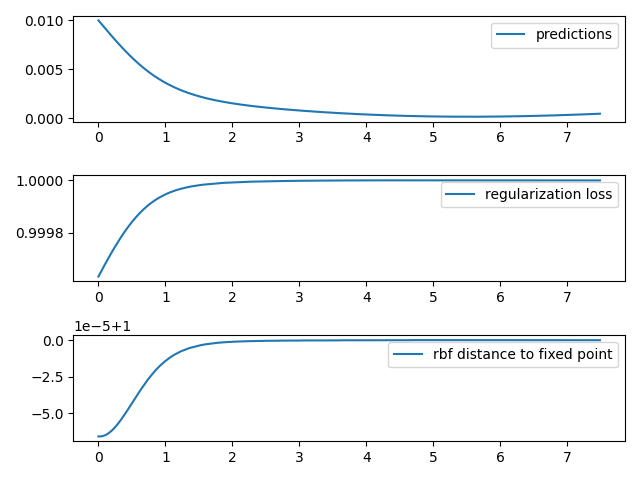 0.010
predictions
0.005
0.000
0 1 2 3 4 5 6 7
1.0000
regularization loss
0.9998
0 1 2 3 4 5 6 7
1e−5+1
0.0
rbf distance to fixed point
−2.5
−5.0
0 1 2 3 4 5 6 7